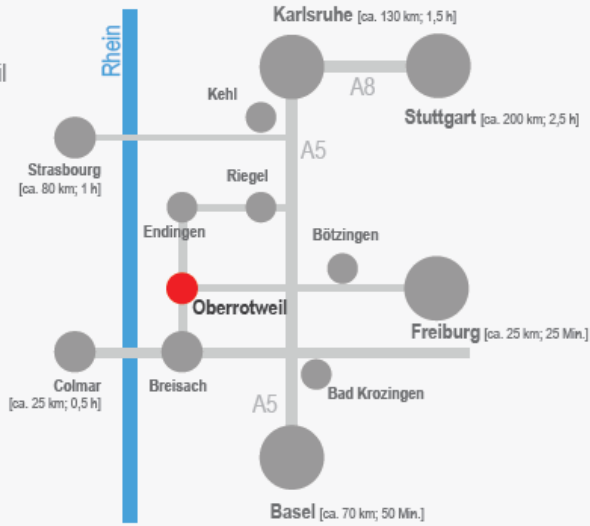 Karlsruhe [ca. 130 km; 1,5 h]
Rhein
il
A8
Kehl
Stuttgart [ca. 200 km; 2,5 h]
A5
Strasbourg
[ca. 80 km; 1 h]
Riegel
Endingen
Bötzingen
Oberrotweil
Freiburg [ca. 25 km; 25 Min.]
Colmar
[ca. 25 km; 0,5 h]
Breisach
Bad Krozingen
A5
Basel [ca. 70 km; 50 Min.]